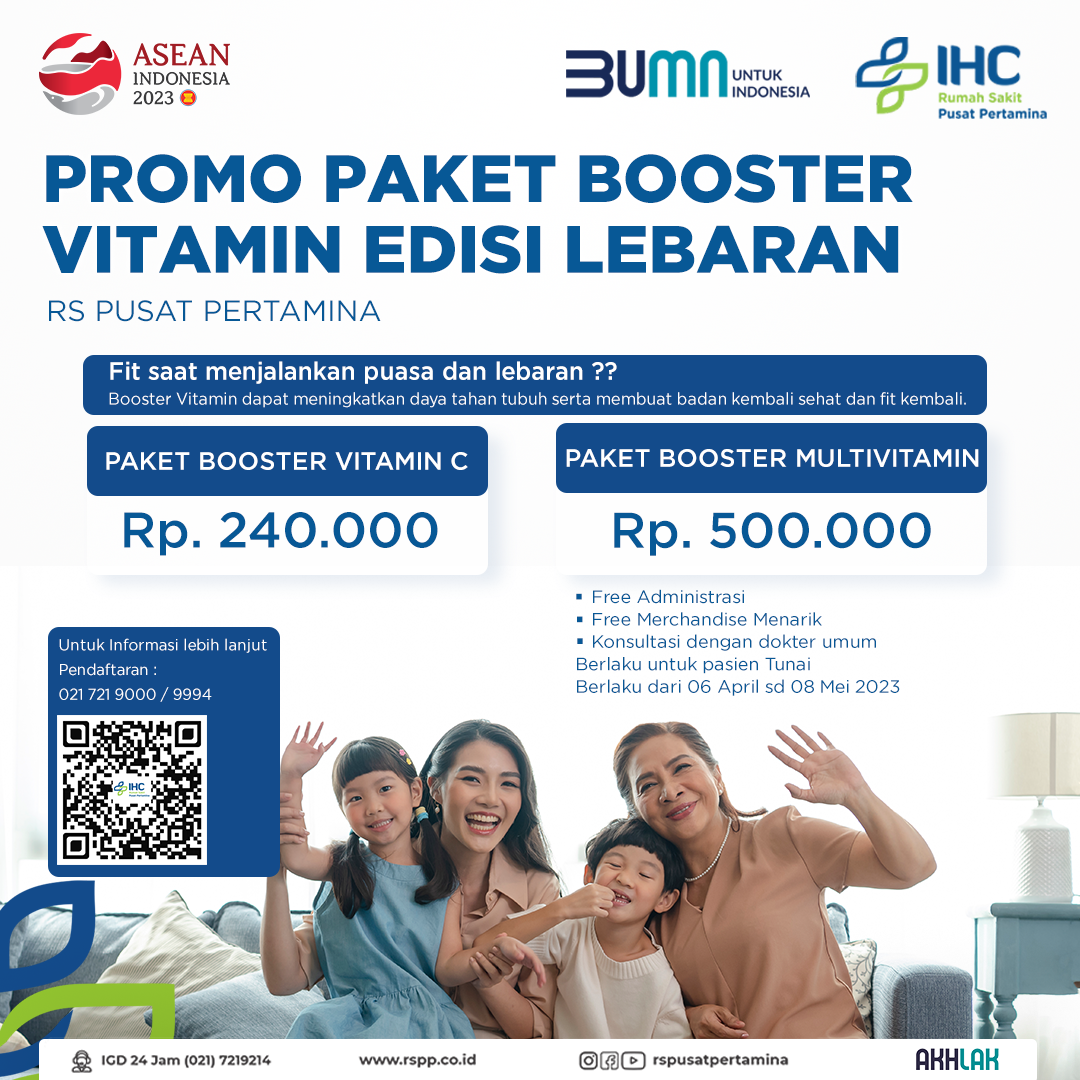 ASEAN
INDONESIA
2023
BUMN UNTUK
INDONESIA
IHC
Rumah Sakit
Pusat Pertamina
PROMO PAKET BOOSTER
VITAMIN EDISI LEBARAN
RS PUSAT PERTAMINA
Fit saat menjalankan puasa dan lebaran ??
Booster Vitamin dapat meningkatkan daya tahan tubuh serta membuat badan kembali sehat dan fit kembali.
PAKET BOOSTER VITAMIN C
Rp. 240.000
PAKET BOOSTER MULTIVITAMIN
Rp. 500.000
▪ Free Administrasi
▪ Free Merchandise Menarik
▪ Konsultasi dengan dokter umum
Berlaku untuk pasien Tunai
Berlaku dari 06 April sd 08 Mei 2023
Untuk Informasi lebih lanjut
Pendaftaran :
021 721 9000 / 9994
IHC
IGD 24 Jam (021) 7219214
www.rspp.co.id
rspusatpertamina
AKHLAK